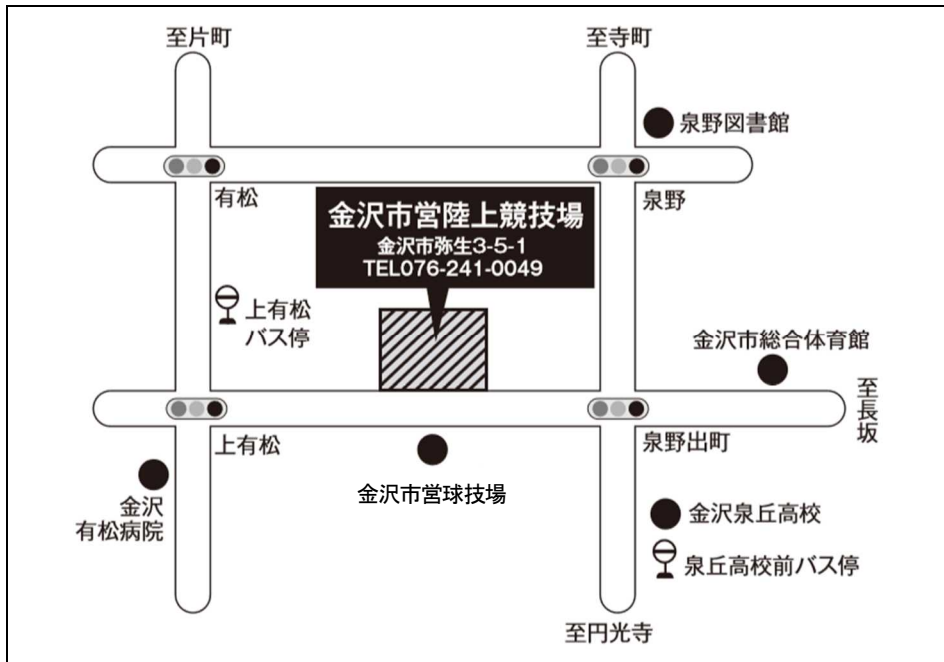 至片町
至寺町
泉野図書館
有松
泉野
金沢市営陸上競技場
金沢市弥生3-5-1
TEL076-241-0049
上有松
バス停
金沢市総合体育館
至長坂
上有松
泉野出町
金沢市営球技場
金沢
有松病院
金沢泉丘高校
泉丘高校前バス停
至円光寺